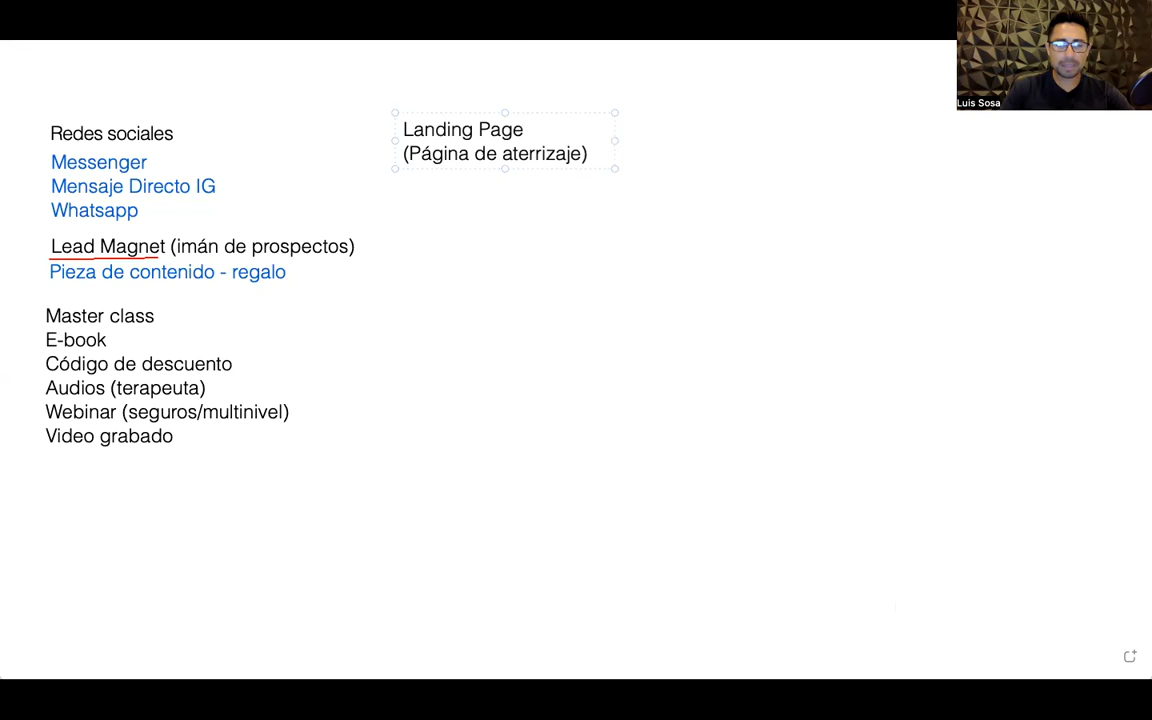 Redes sociales
Messenger
Mensaje Directo IG
Whatsapp
Lead Magnet (imán de prospectos)
Pieza de contenido - regalo
Master class
E-book
Código de descuento
Audios (terapeuta)
Webinar (seguros/multinivel)
Video grabado
Landing Page
(Página de aterrizaje)
Luis Sosa